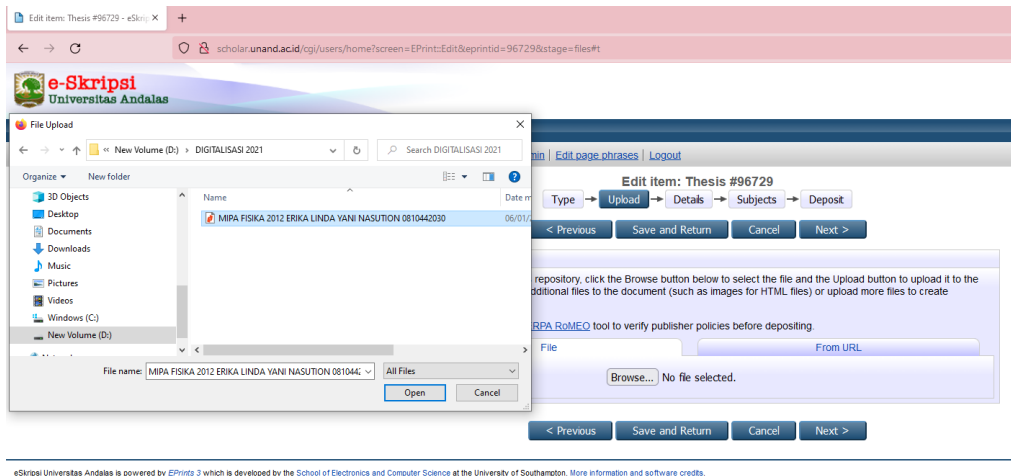 Edit item: Thesis #96729 - eSkrip
scholar.unand.ac.id/cgi/users/home?screen=EPrint::Edit&eprintid=96729&stage=files#t
e-Skripsi
Universitas Andalas
File Upload
« New Volume (D:) > DIGITALISASI 2021
Search DIGITALISASI 2021
Organize
New folder
3D Objects
Desktop
Documents
Downloads
Music
Pictures
Videos
Windows (C:)
New Volume (D:)
Name
Date m
MIPA FISIKA 2012 ERIKA LINDA YANI NASUTION 0810442030
06/01/
File name: MIPA FISIKA 2012 ERIKA LINDA YANI NASUTION 081044
All Files
Open
Cancel
min | Edit page phrases | Logout
Edit item: Thesis #96729
Type Upload Details Subjects Deposit
< Previous Save and Return Cancel Next >
repository, click the Browse button below to select the file and the Upload button to upload it to the
dditional files to the document (such as images for HTML files) or upload more files to create
RPA RoMEO tool to verify publisher policies before depositing.
File
From URL
Browse... No file selected.
< Previous Save and Return Cancel Next >
eSkripsi Universitas Andalas is powered by EPrints 3 which is developed by the School of Electronics and Computer Science at the University of Southampton. More information and software credits.